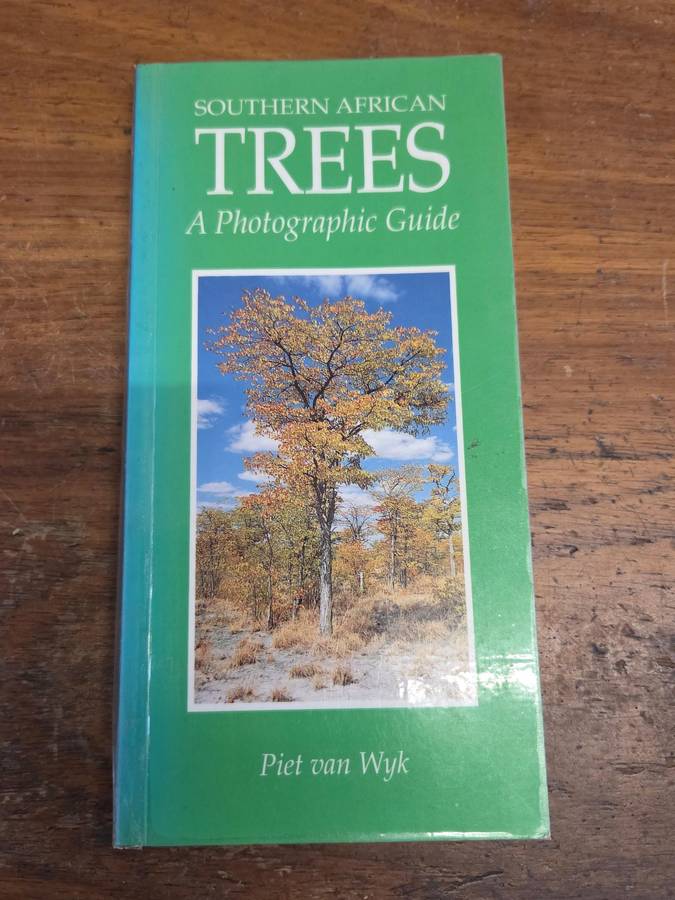 SOUTHERN AFRICAN
TREES
A Photographic Guide
Piet van Wyk